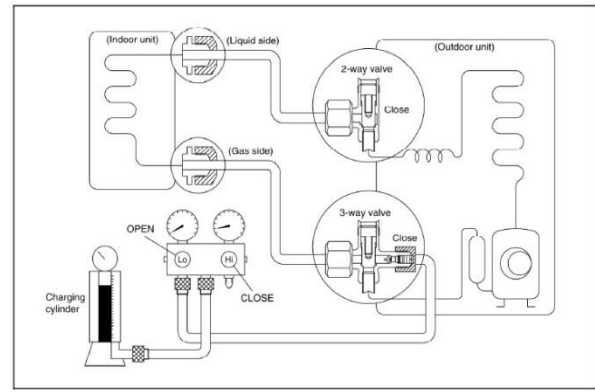 (Indoor unit)
(Liquid side)
(Outdoor unit)
2-way valve
Close
(Gas side)
3-way valve
Close
OPEN
Lo
Hi
CLOSE
Charging
cylinder